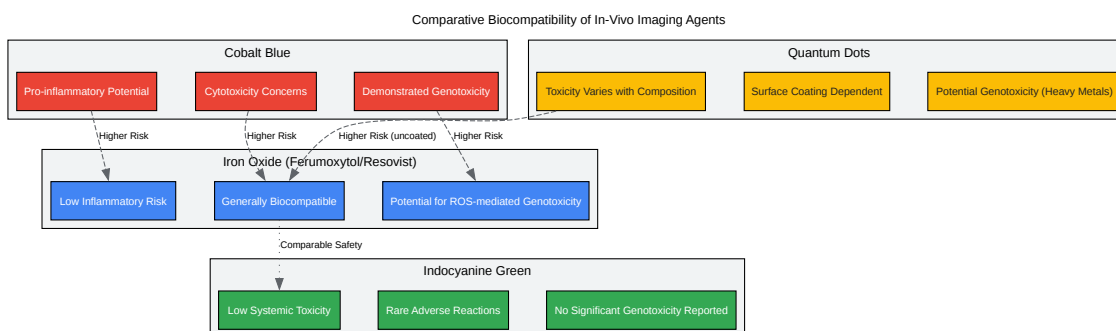 Comparative Biocompatibility of In-Vivo Imaging Agents
Cobalt Blue
Pro-inflammatory Potential
Cytotoxicity Concerns
Demonstrated Genotoxicity
Quantum Dots
Toxicity Varies with Composition
Surface Coating Dependent
Potential Genotoxicity (Heavy Metals)
Higher Risk
Higher Risk
Higher Risk (uncoated)
Higher Risk
Iron Oxide (Ferumoxytol/Resovist)
Low Inflammatory Risk
Generally Biocompatible
Potential for ROS-mediated Genotoxicity
Comparable Safety
Indocyanine Green
Low Systemic Toxicity
Rare Adverse Reactions
No Significant Genotoxicity Reported